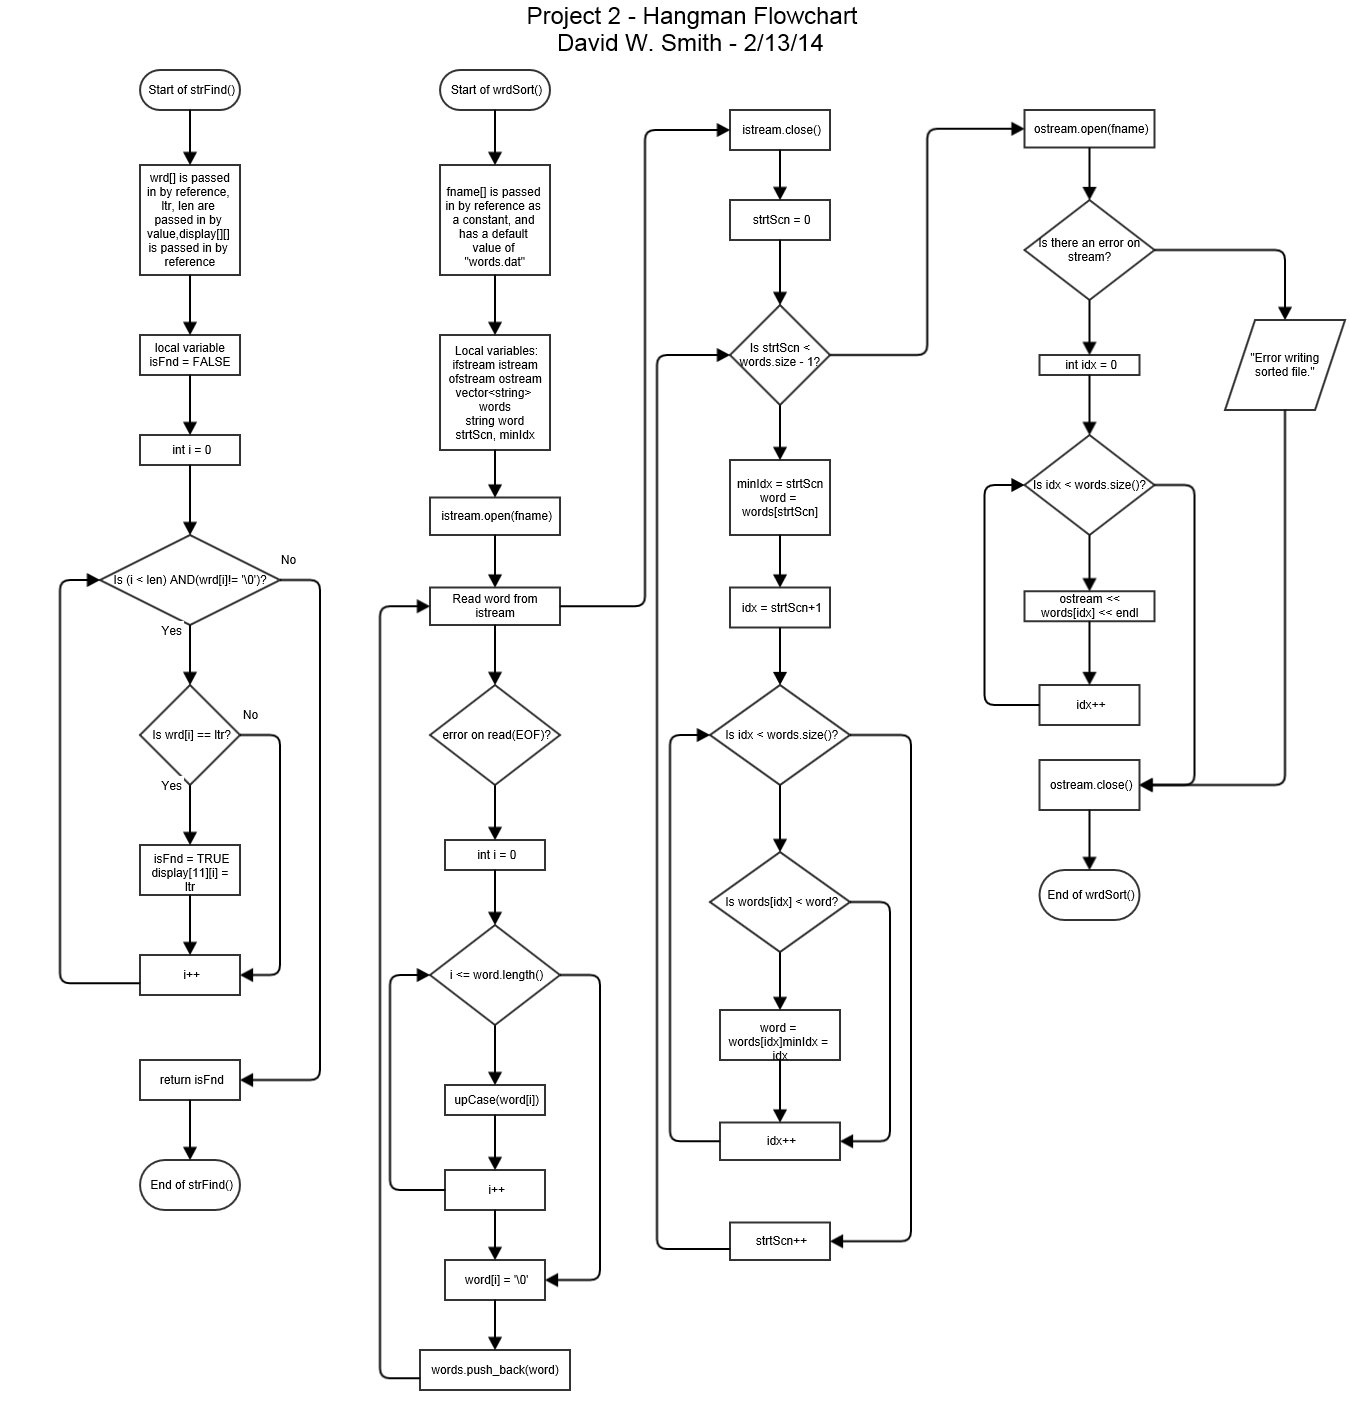 Project 2 - Hangman Flowchart
David W. Smith - 2/13/14
Start of strFind()
wrd[] is passed
in by reference,
ltr, len are
passed in by
value,display[][]
is passed in by
reference
local variable
isFnd = FALSE
int i = 0
Is (i < len) AND(wrd[i]!= '\0')?
No
Yes
Is wrd[i] == ltr?
No
Yes
isFnd = TRUE
display[11][i] =
ltr
i++
return isFnd
End of strFind()
Start of wrdSort()
fname[] is passed
in by reference as
a constant, and
has a default
value of
"words.dat"
Local variables:
ifstream istream
ofstream ostream
vector<string>
words
string word
strtScn, minIdx
istream.open(fname)
Read word from
istream
error on read(EOF)?
int i = 0
i <= word.length()
upCase(word[i])
i++
word[i] = '\0'
words.push_back(word)
istream.close()
strtScn = 0
Is strtScn <
words.size - 1?
minIdx = strtScn
word =
words[strtScn]
idx = strtScn+1
Is idx < words.size()?
Is words[idx] < word?
word =
words[idx]minIdx =
idx
idx++
strtScn++
ostream.open(fname)
Is there an error on
stream?
"Error writing
sorted file."
int idx = 0
Is idx < words.size()?
ostream <<
words[idx] << endl
idx++
ostream.close()
End of wrdSort()